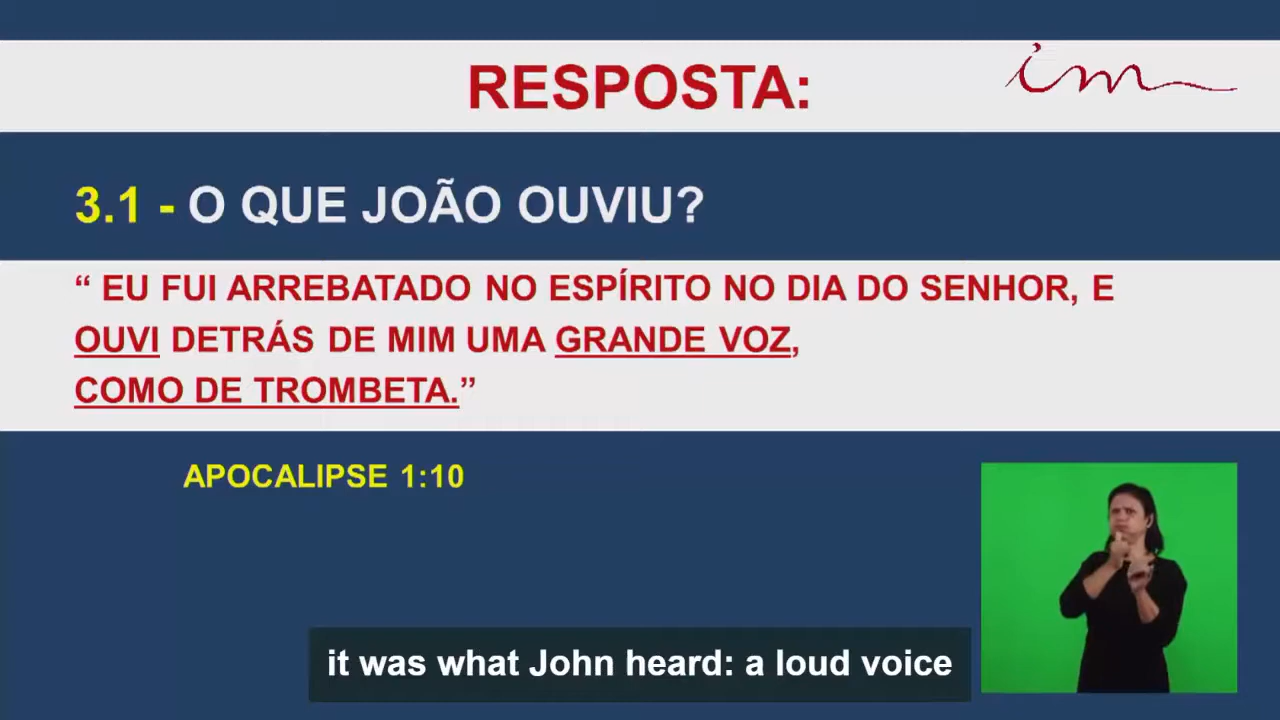 RESPOSTA:
im
3.1 - O QUE JOÃO OUVIU?
“ EU FUI ARREBATADO NO ESPÍRITO NO DIA DO SENHOR, E
OUVI DETRÁS DE MIM UMA GRANDE VOZ,
COMO DE TROMBETA.”
APOCALIPSE 1:10
it was what John heard: a loud voice